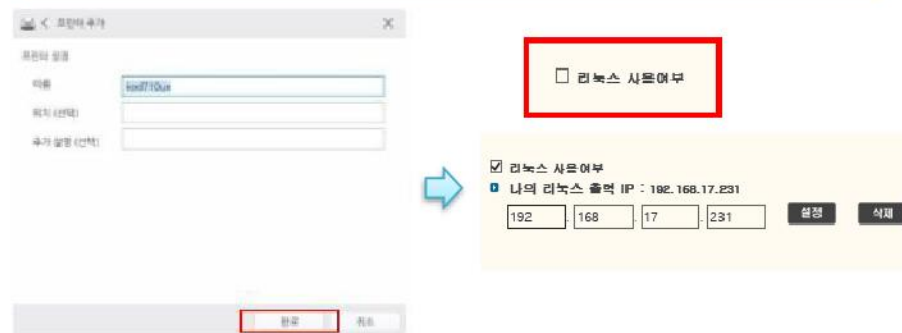 프린터 추가
프린터 설정
이름
위치 (선택)
추가 설명 (선택)
완료
취소
리눅스 사용여부
리눅스 사용여부
나의 리눅스 출력 IP : 192.168.17.231
192 . 168 . 17 . 231
설정
삭제